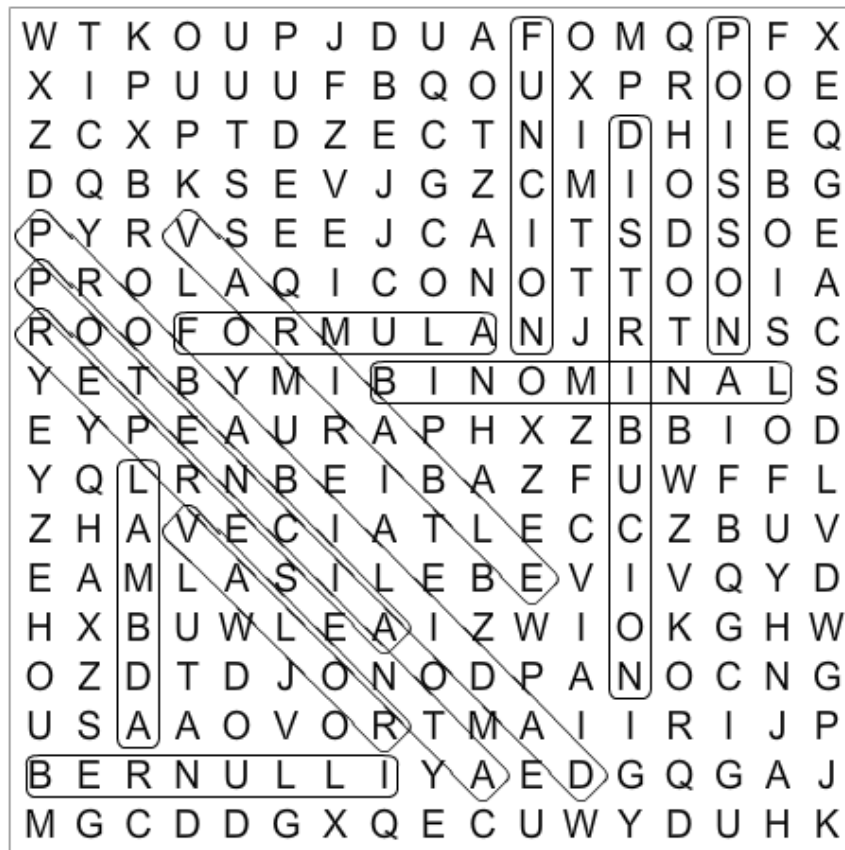 W T K O U P J D U A F O M Q P F X
X I P U U U F B Q O U X P R O O E
Z C X P T D Z E C T N I D H I E Q
D Q B K S E V J G Z C M I O S B G
P Y R V S E E J C A I T S D S O E
P R O L A Q I C O N O T T O O I A
R O O F O R M U L A N J R T N S C
Y E T B Y M I B I N O M I N A L S
E Y P E A U R A P H X Z B B I O D
Y Q L R N B E I B A Z F U W F F L
Z H A V E C I A T L E C C Z B U V
E A M L A S I L E B E V I V Q Y D
H X B U W L E A I Z W I O K G H W
O Z D T D J O N O D P A N O C N G
U S A A O V O R T M A I I R I J P
B E R N U L L I Y A E D G Q G A J
M G C D D G X Q E C U W Y D U H K